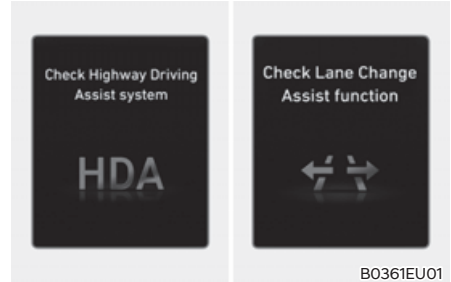 Check Highway Driving
Assist system
HDA
Check Lane Change
Assist function
B0361EU01